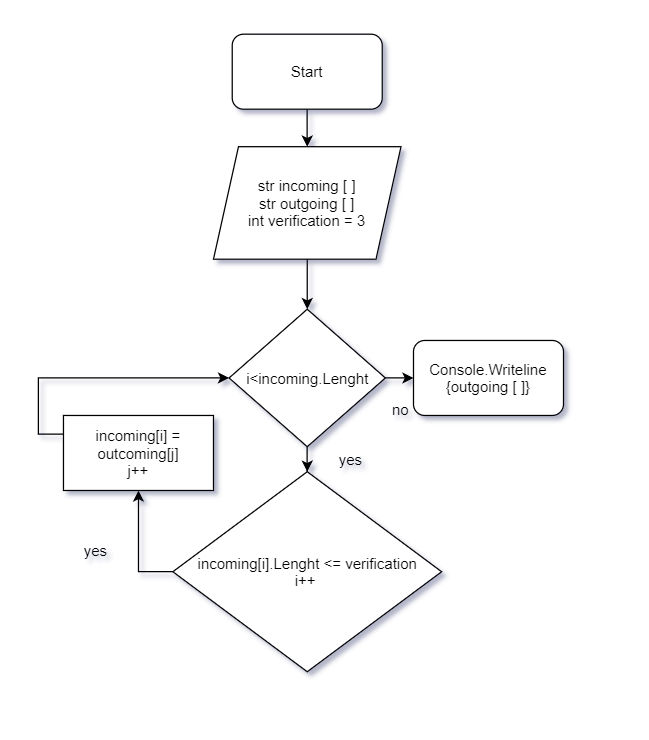 Start
str incoming [ ]
str outgoing [ ]
int verification = 3
i<incoming.Lenght
Console.Writeline
{outgoing [ ]}
no
yes
incoming[i] =
outcoming[j]
j++
yes
incoming[i].Lenght <= verification
i++